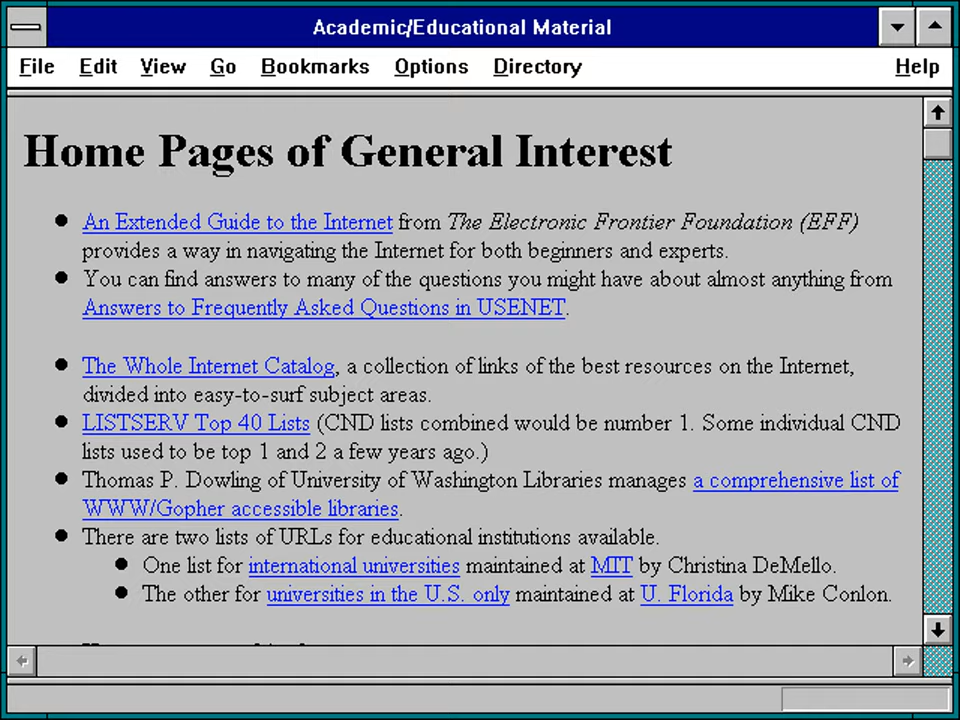 Academic/Educational Material
File Edit View Go Bookmarks Options Directory Help
Home Pages of General Interest
An Extended Guide to the Internet from The Electronic Frontier Foundation (EFF)
provides a way in navigating the Internet for both beginners and experts.
You can find answers to many of the questions you might have about almost anything from
Answers to Frequently Asked Questions in USENET.
The Whole Internet Catalog, a collection of links of the best resources on the Internet,
divided into easy-to-surf subject areas.
LISTSERV Top 40 Lists (CND lists combined would be number 1. Some individual CND
lists used to be top 1 and 2 a few years ago.)
Thomas P. Dowling of University of Washington Libraries manages a comprehensive list of
WWW/Gopher accessible libraries.
There are two lists of URLs for educational institutions available.
One list for international universities maintained at MIT by Christina DeMello.
The other for universities in the U.S. only maintained at U. Florida by Mike Conlon.